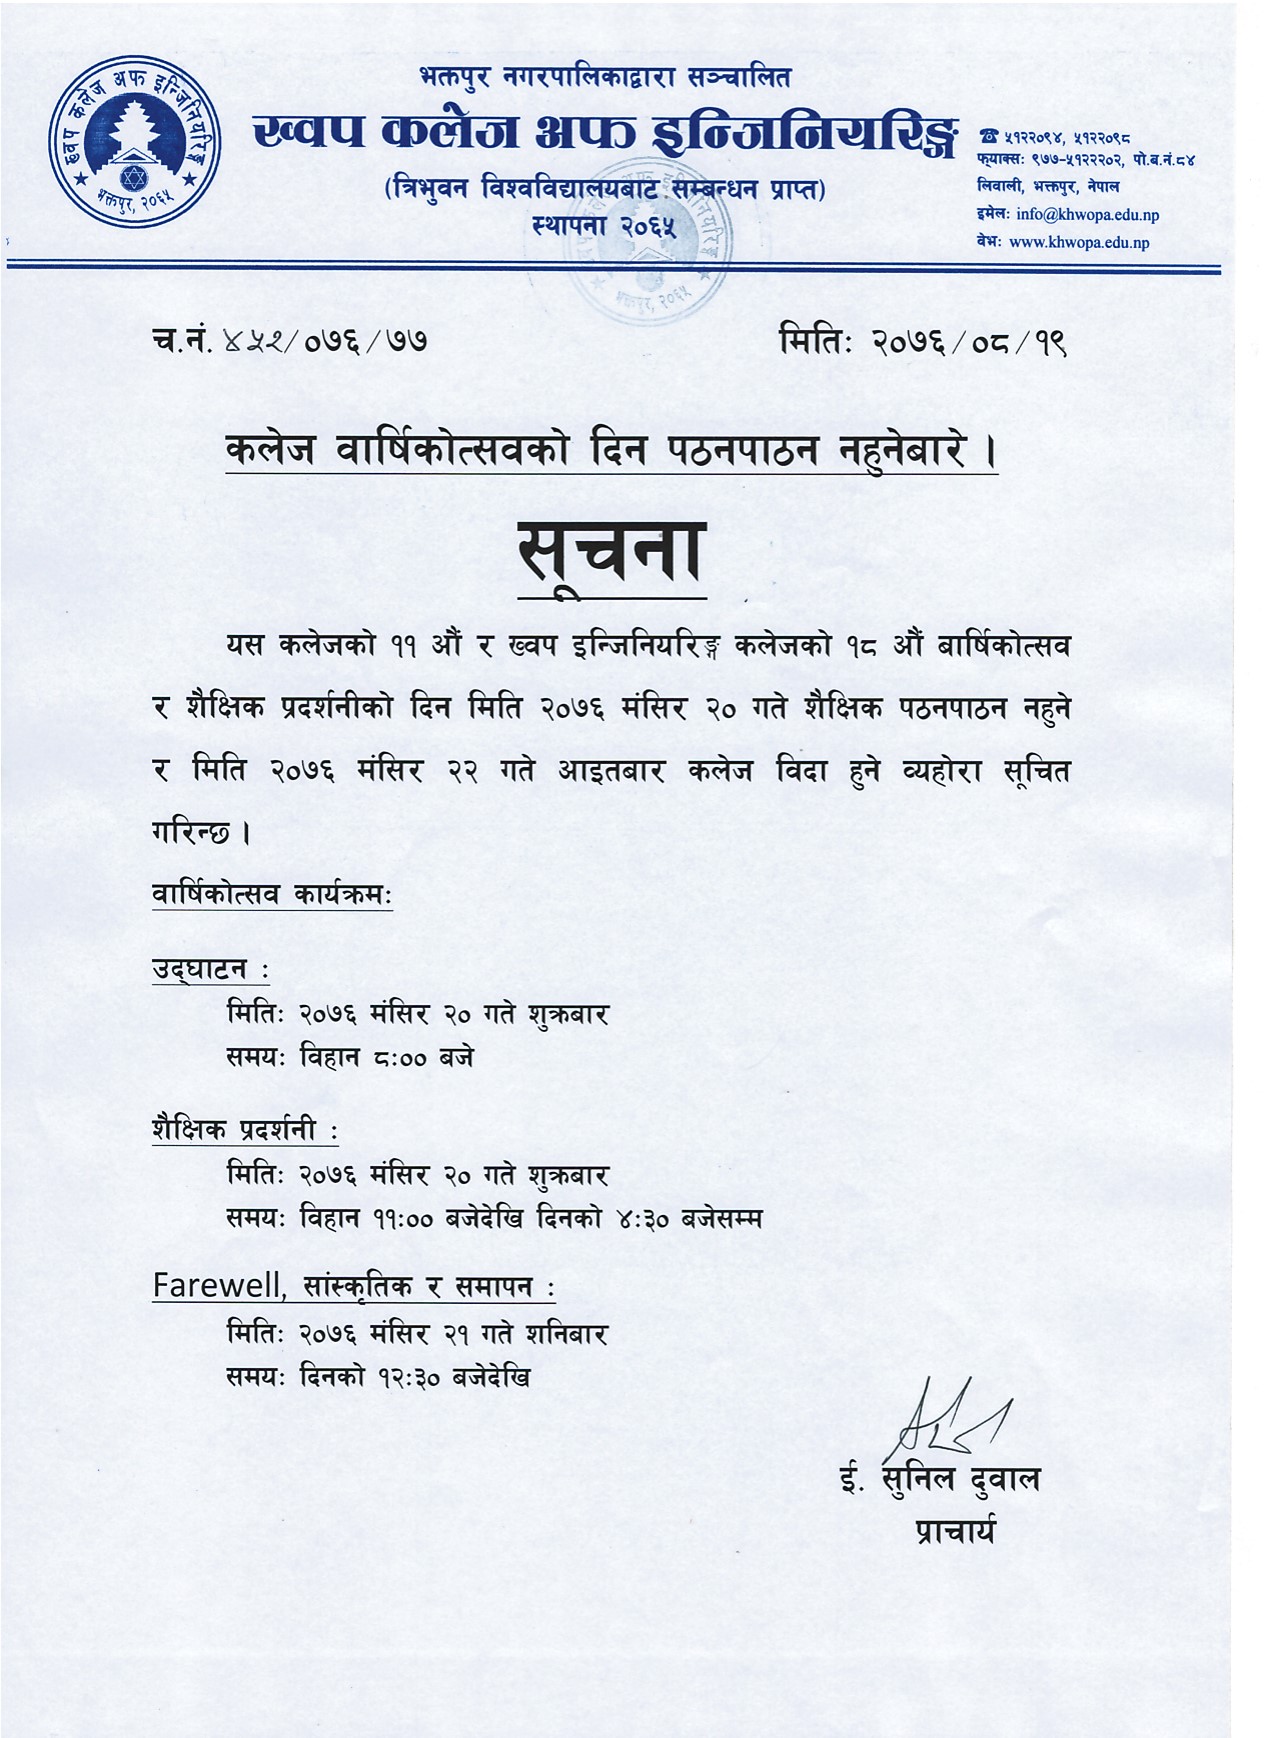 ख्वप कलेज अफ इन्जिनियरिङ्ग
भक्तपुर, २०६५
भक्तपुर नगरपालिकाद्वारा सञ्चालित
ख्वप कलेज अफ इन्जिनियरिङ्ग
(त्रिभुवन विश्वविद्यालयबाट सम्बन्धन प्राप्त)
स्थापना २०६५
☎ ५१२२०९४, ५१२२०९८
फ्याक्सः ९७७-५१२२२०२, पो.ब.नं.८४
लिवाली, भक्तपुर, नेपाल
इमेलः info@khwopa.edu.np
वेभः www.khwopa.edu.np
भक्तपुर, २०६५
च.नं. ४५२/०७६/७७
मितिः २०७६/०८/१९
कलेज वार्षिकोत्सवको दिन पठनपाठन नहुनेबारे ।
सूचना
यस कलेजको ११ औं र ख्वप इन्जिनियरिङ्ग कलेजको १८ औं बार्षिकोत्सव
र शैक्षिक प्रदर्शनीको दिन मिति २०७६ मंसिर २० गते शैक्षिक पठनपाठन नहुने
र मिति २०७६ मंसिर २२ गते आइतबार कलेज विदा हुने व्यहोरा सूचित
गरिन्छ ।
वार्षिकोत्सव कार्यक्रमः
उद्घाटन :
मितिः २०७६ मंसिर २० गते शुक्रबार
समयः विहान ८:०० बजे
शैक्षिक प्रदर्शनी :
मितिः २०७६ मंसिर २० गते शुक्रबार
समयः विहान ११:०० बजेदेखि दिनको ४:३० बजेसम्म
Farewell, सांस्कृतिक र समापन :
मितिः २०७६ मंसिर २१ गते शनिबार
समयः दिनको १२:३० बजेदेखि
ई. सुनिल दुवाल
प्राचार्य